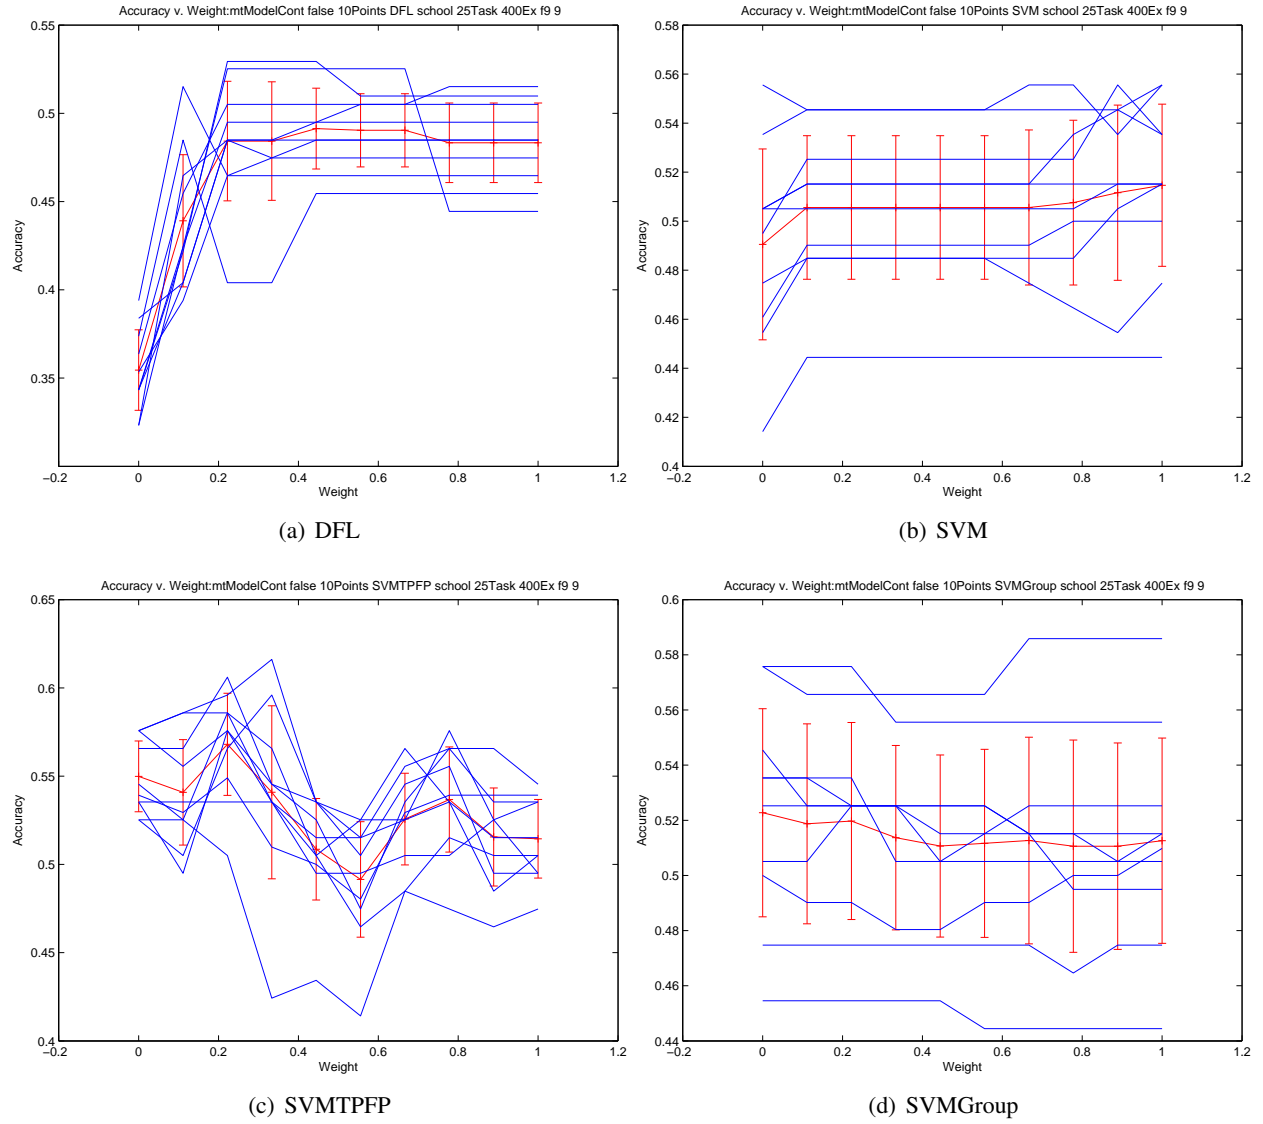 Accuracy v. Weight:mtModelCont false 10Points DFL school 25Task 400Ex f9 9
0.55
0.5
0.45
0.4
0.35
−0.2 0 0.2 0.4 0.6 0.8 1 1.2
Accuracy
Weight
(a) DFL
Accuracy v. Weight:mtModelCont false 10Points SVM school 25Task 400Ex f9 9
0.58
0.56
0.54
0.52
0.5
0.48
0.46
0.44
0.42
0.4
−0.2 0 0.2 0.4 0.6 0.8 1 1.2
Accuracy
Weight
(b) SVM
Accuracy v. Weight:mtModelCont false 10Points SVMTPFP school 25Task 400Ex f9 9
0.65
0.6
0.55
0.5
0.45
0.4
−0.2 0 0.2 0.4 0.6 0.8 1 1.2
Accuracy
Weight
(c) SVMTPFP
Accuracy v. Weight:mtModelCont false 10Points SVMGroup school 25Task 400Ex f9 9
0.6
0.58
0.56
0.54
0.52
0.5
0.48
0.46
0.44
−0.2 0 0.2 0.4 0.6 0.8 1 1.2
Accuracy
Weight
(d) SVMGroup